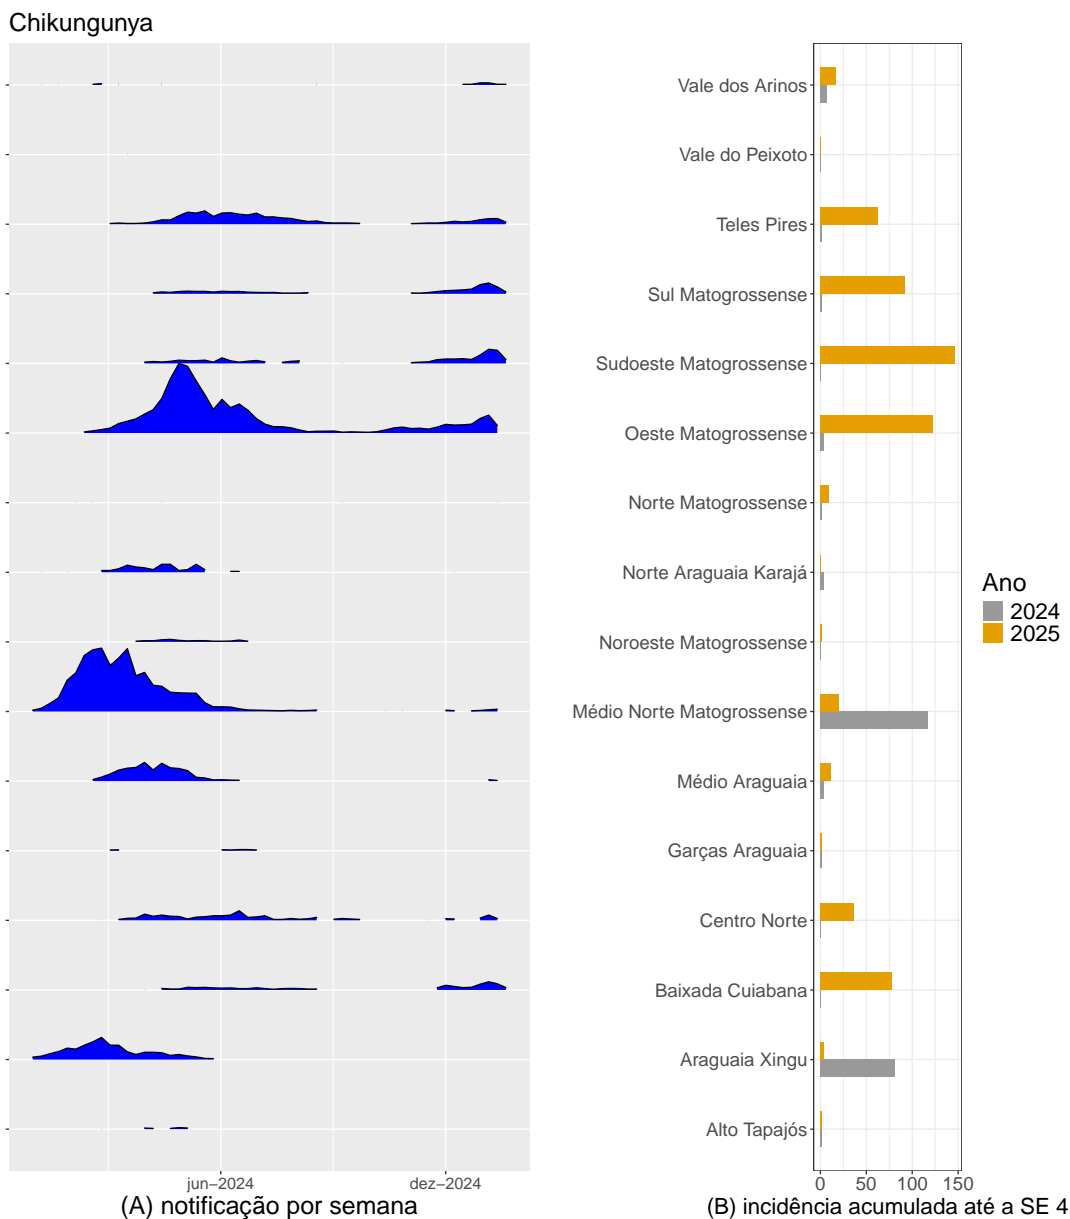 Chikungunya
Vale dos Arinos
Vale do Peixoto
Teles Pires
Sul Matogrossense
Sudoeste Matogrossense
Oeste Matogrossense
Norte Matogrossense
Norte Araguaia Karajá
Noroeste Matogrossense
Médio Norte Matogrossense
Médio Araguaia
Garças Araguaia
Centro Norte
Baixada Cuiabana
Araguaia Xingu
Alto Tapajós
Ano
2024
2025
jun−2024 dez−2024
0 50 100 150
(A) notificação por semana
(B) incidência acumulada até a SE 4